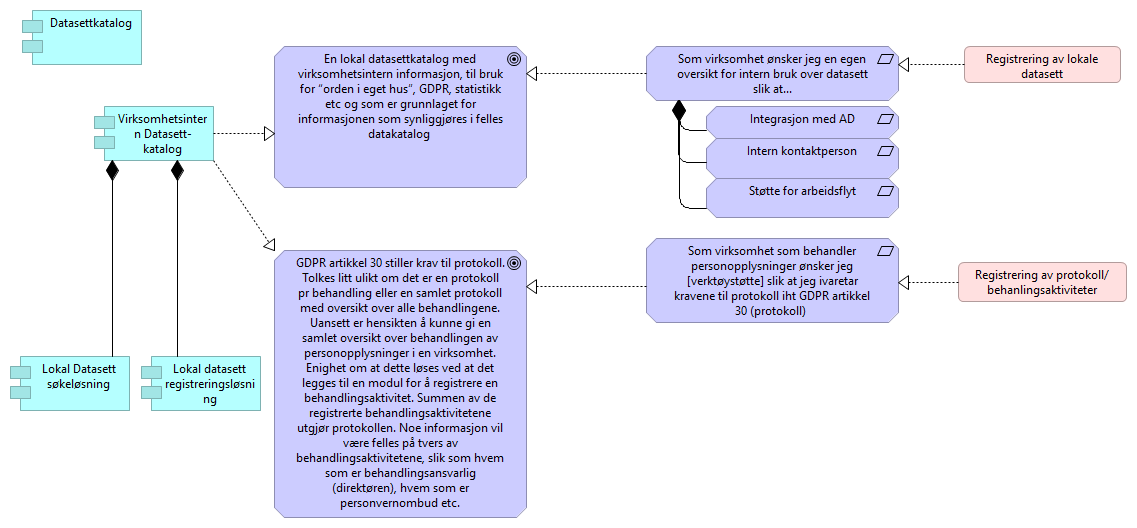 Datasettkatalog
Virksomhetsinter
n Datasett-
katalog
Lokal Datasett
søkeløsning
Lokal datasett
registreringsløsni
ng
En lokal datasettkatalog med
virksomhetsintern informasjon, til bruk
for “orden i eget hus”, GDPR, statistikk
etc og som er grunnlaget for
informasjonen som synliggjøres i felles
datakatalog
GDPR artikkel 30 stiller krav til protokoll.
Tolkes litt ulikt om det er en protokoll
pr behandling eller en samlet protokoll
med oversikt over alle behandlingene.
Uansett er hensikten å kunne gi en
samlet oversikt over behandlingen av
personopplysninger i en virksomhet.
Enighet om at dette løses ved at det
legges til en modul for å registrere en
behandlingsaktivitet. Summen av de
registrerte behandlingsaktivitetene
utgjør protokollen. Noe informasjon vil
være felles på tvers av
behandlingsaktivitetene, slik som hvem
som er behandlingsansvarlig
(direktøren), hvem som er
personvernombud etc.
Som virksomhet ønsker jeg en egen
oversikt for intern bruk over datasett
slik at...
Integrasjon med AD
Intern kontaktperson
Støtte for arbeidsflyt
Som virksomhet som behandler
personopplysninger ønsker jeg
[verktøystøtte] slik at jeg ivaretar
kravene til protokoll iht GDPR artikkel
30 (protokoll)
Registrering av lokale
datasett
Registrering av protokoll/
behanlingsaktiviteter